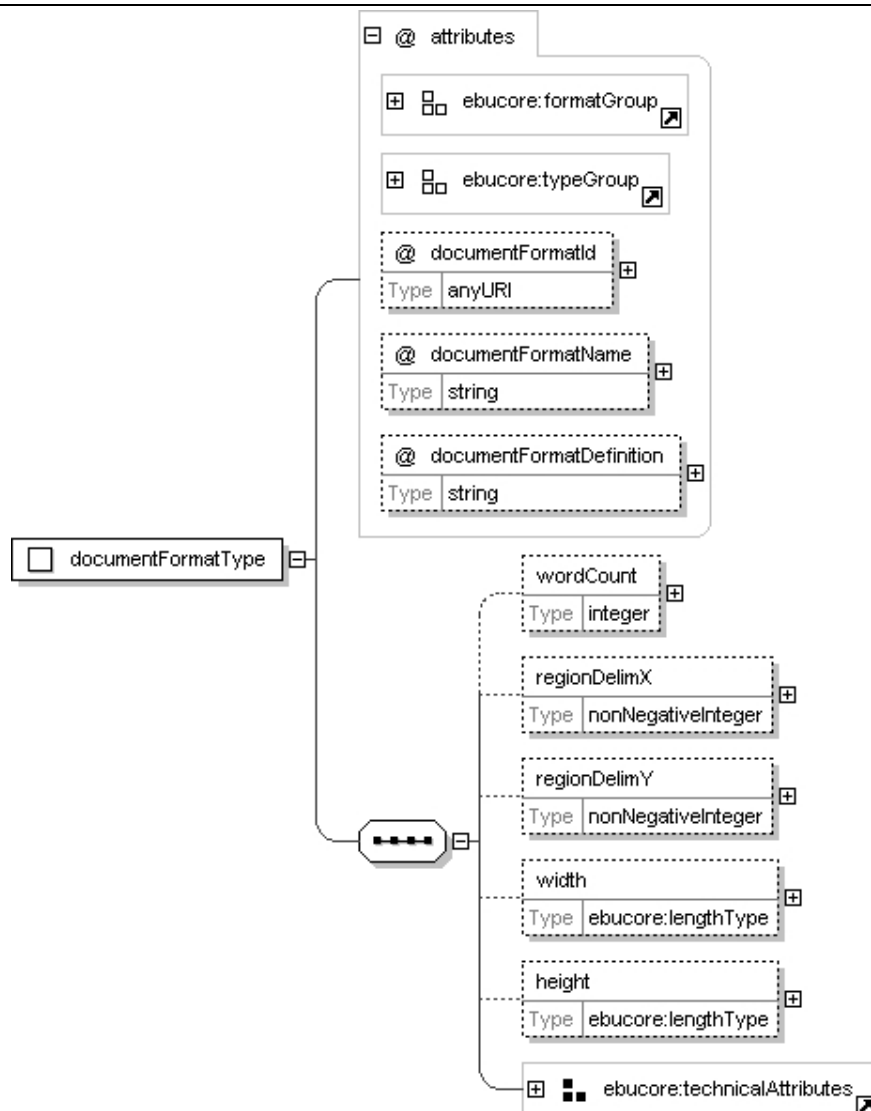 @ attributes
ebucore:formatGroup
ebucore:typeGroup
@ documentFormatId
Type anyURI
@ documentFormatName
Type string
@ documentFormatDefinition
Type string
documentFormatType
wordCount
Type integer
regionDelimX
Type nonNegativeInteger
regionDelimY
Type nonNegativeInteger
width
Type ebucore:lengthType
height
Type ebucore:lengthType
ebucore:technicalAttributes